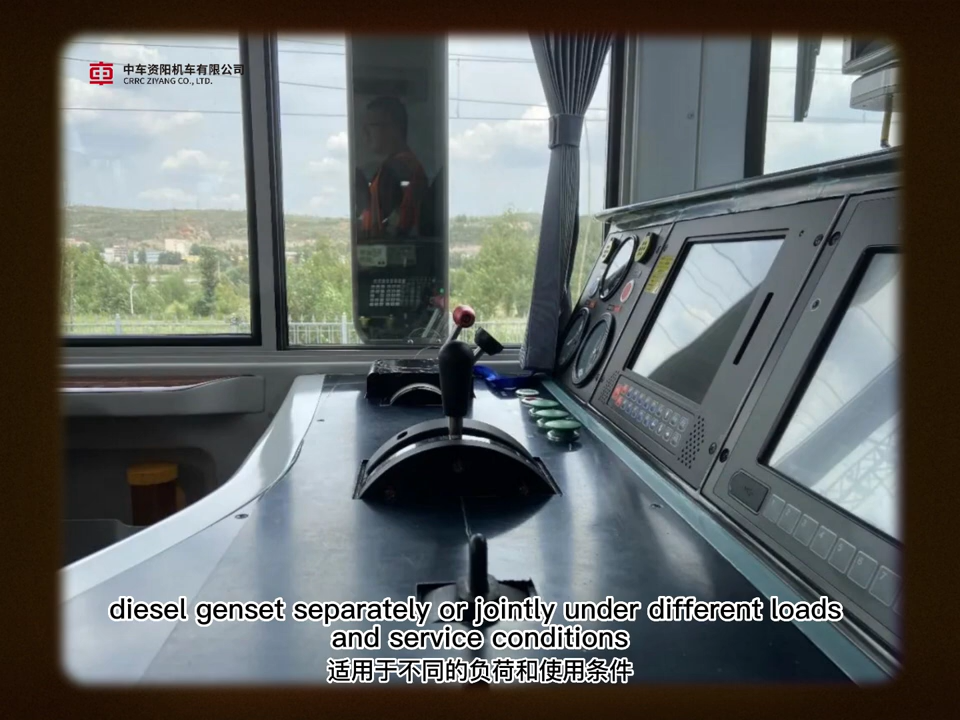 中车资阳机车有限公司
CRRC ZIYANG CO., LTD.
diesel genset separately or jointly under different loads
and service conditions
适用于不同的负荷和使用条件